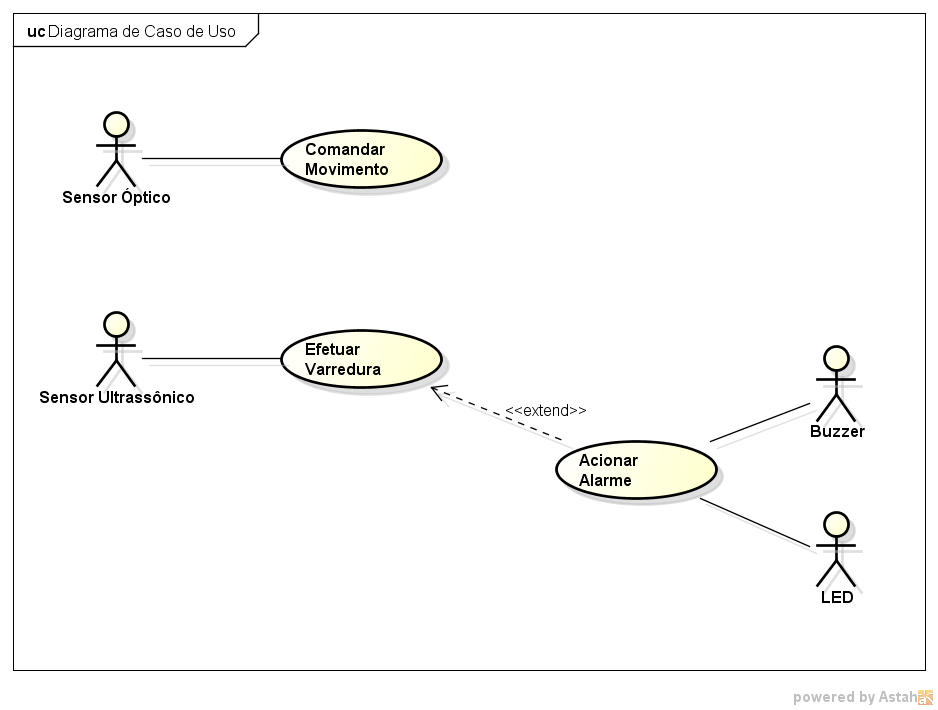 uc Diagrama de Caso de Uso
Comandar
Movimento
Sensor Óptico
Efetuar
Varredura
Sensor Ultrassônico
<<extend>>
Buzzer
Acionar
Alarme
LED
powered by Astah